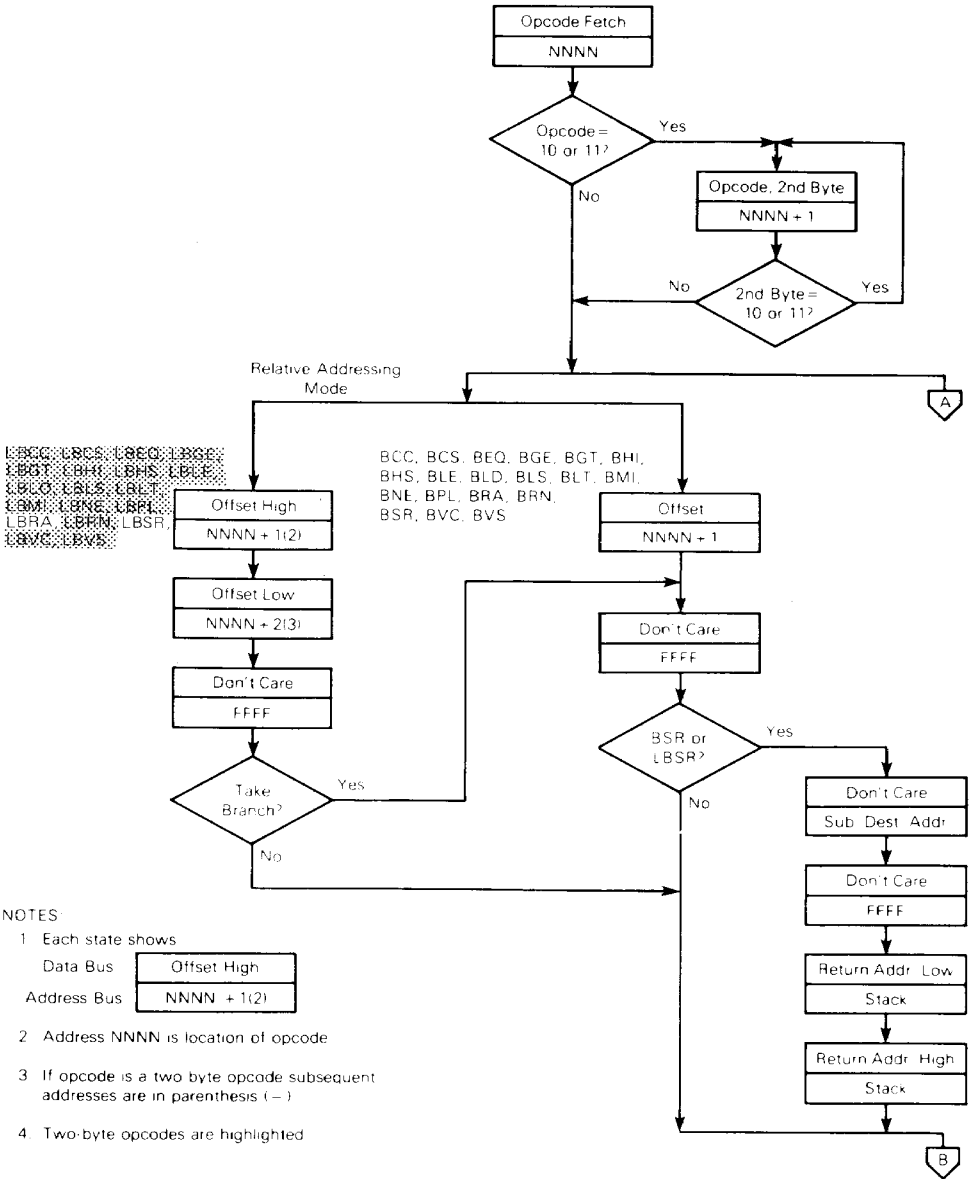 Opcode Fetch
NNNN
Opcode=
10 or 11?
Yes
No
Opcode, 2nd Byte
NNNN + 1
2nd Byte=
10 or 11?
No
Yes
A
Relative Addressing
Mode
LBCC, LBCS, LBEQ, LBGE,
LBGT, LBHI, LBHS, LBLE,
LBLO, LBLS, LBLT,
LBMI, LBNE, LBPL,
LBRA, LBRN, LBSR,
LBVC, LBVS
Offset High
NNNN + 1(2)
Offset Low
NNNN + 2(3)
Don't Care
FFFF
Take
Branch?
Yes
No
BCC, BCS, BEQ, BGE, BGT, BHI,
BHS, BLE, BLD, BLS, BLT, BMI,
BNE, BPL, BRA, BRN,
BSR, BVC, BVS
Offset
NNNN + 1
Don't Care
FFFF
BSR or
LBSR?
Yes
No
Don't Care
Sub Dest Addr
Don't Care
FFFF
Return Addr Low
Stack
Return Addr High
Stack
B
NOTES:
1 Each state shows
Data Bus Offset High
Address Bus NNNN + 1(2)
2 Address NNNN is location of opcode
3 If opcode is a two byte opcode subsequent
addresses are in parenthesis (–)
4. Two-byte opcodes are highlighted